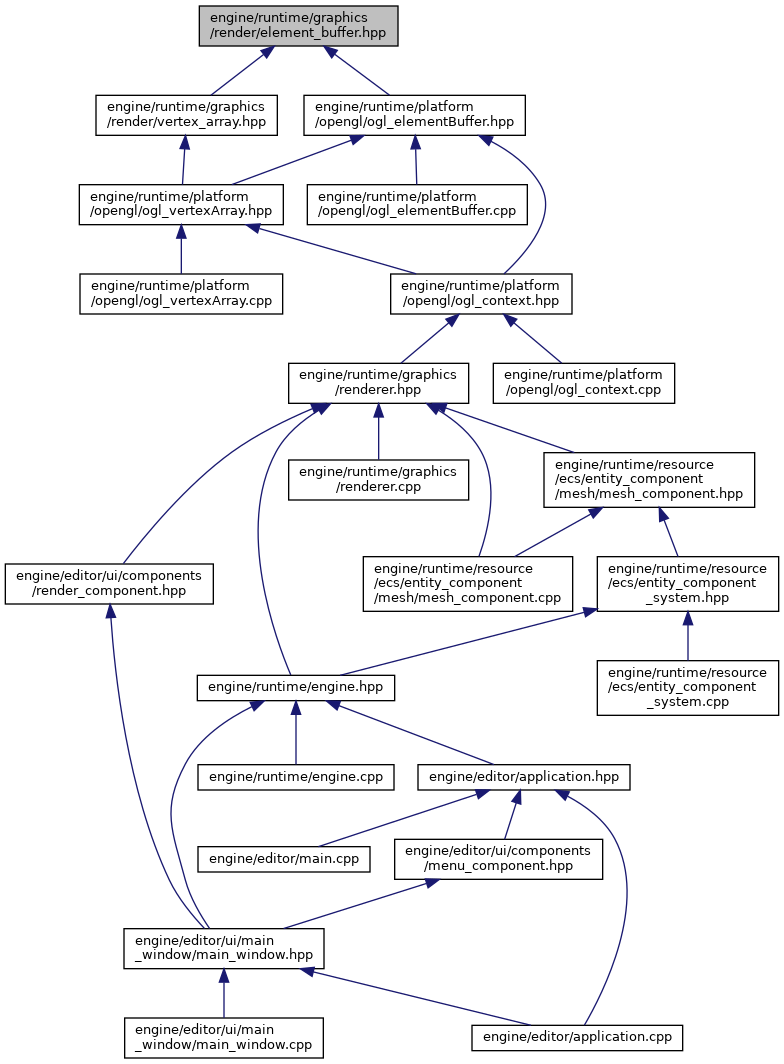 engine/runtime/graphics
/render/element_buffer.hpp
engine/runtime/graphics
/render/vertex_array.hpp
engine/runtime/platform
/opengl/ogl_elementBuffer.hpp
engine/runtime/platform
/opengl/ogl_vertexArray.hpp
engine/runtime/platform
/opengl/ogl_elementBuffer.cpp
engine/runtime/platform
/opengl/ogl_vertexArray.cpp
engine/runtime/platform
/opengl/ogl_context.hpp
engine/runtime/graphics
/renderer.hpp
engine/runtime/platform
/opengl/ogl_context.cpp
engine/runtime/graphics
/renderer.cpp
engine/runtime/resource
/ecs/entity_component
/mesh/mesh_component.hpp
engine/editor/ui/components
/render_component.hpp
engine/runtime/resource
/ecs/entity_component
/mesh/mesh_component.cpp
engine/runtime/resource
/ecs/entity_component
_system.hpp
engine/runtime/engine.hpp
engine/runtime/resource
/ecs/entity_component
_system.cpp
engine/runtime/engine.cpp
engine/editor/application.hpp
engine/editor/main.cpp
engine/editor/ui/components
/menu_component.hpp
engine/editor/ui/main
_window/main_window.hpp
engine/editor/ui/main
_window/main_window.cpp
engine/editor/application.cpp